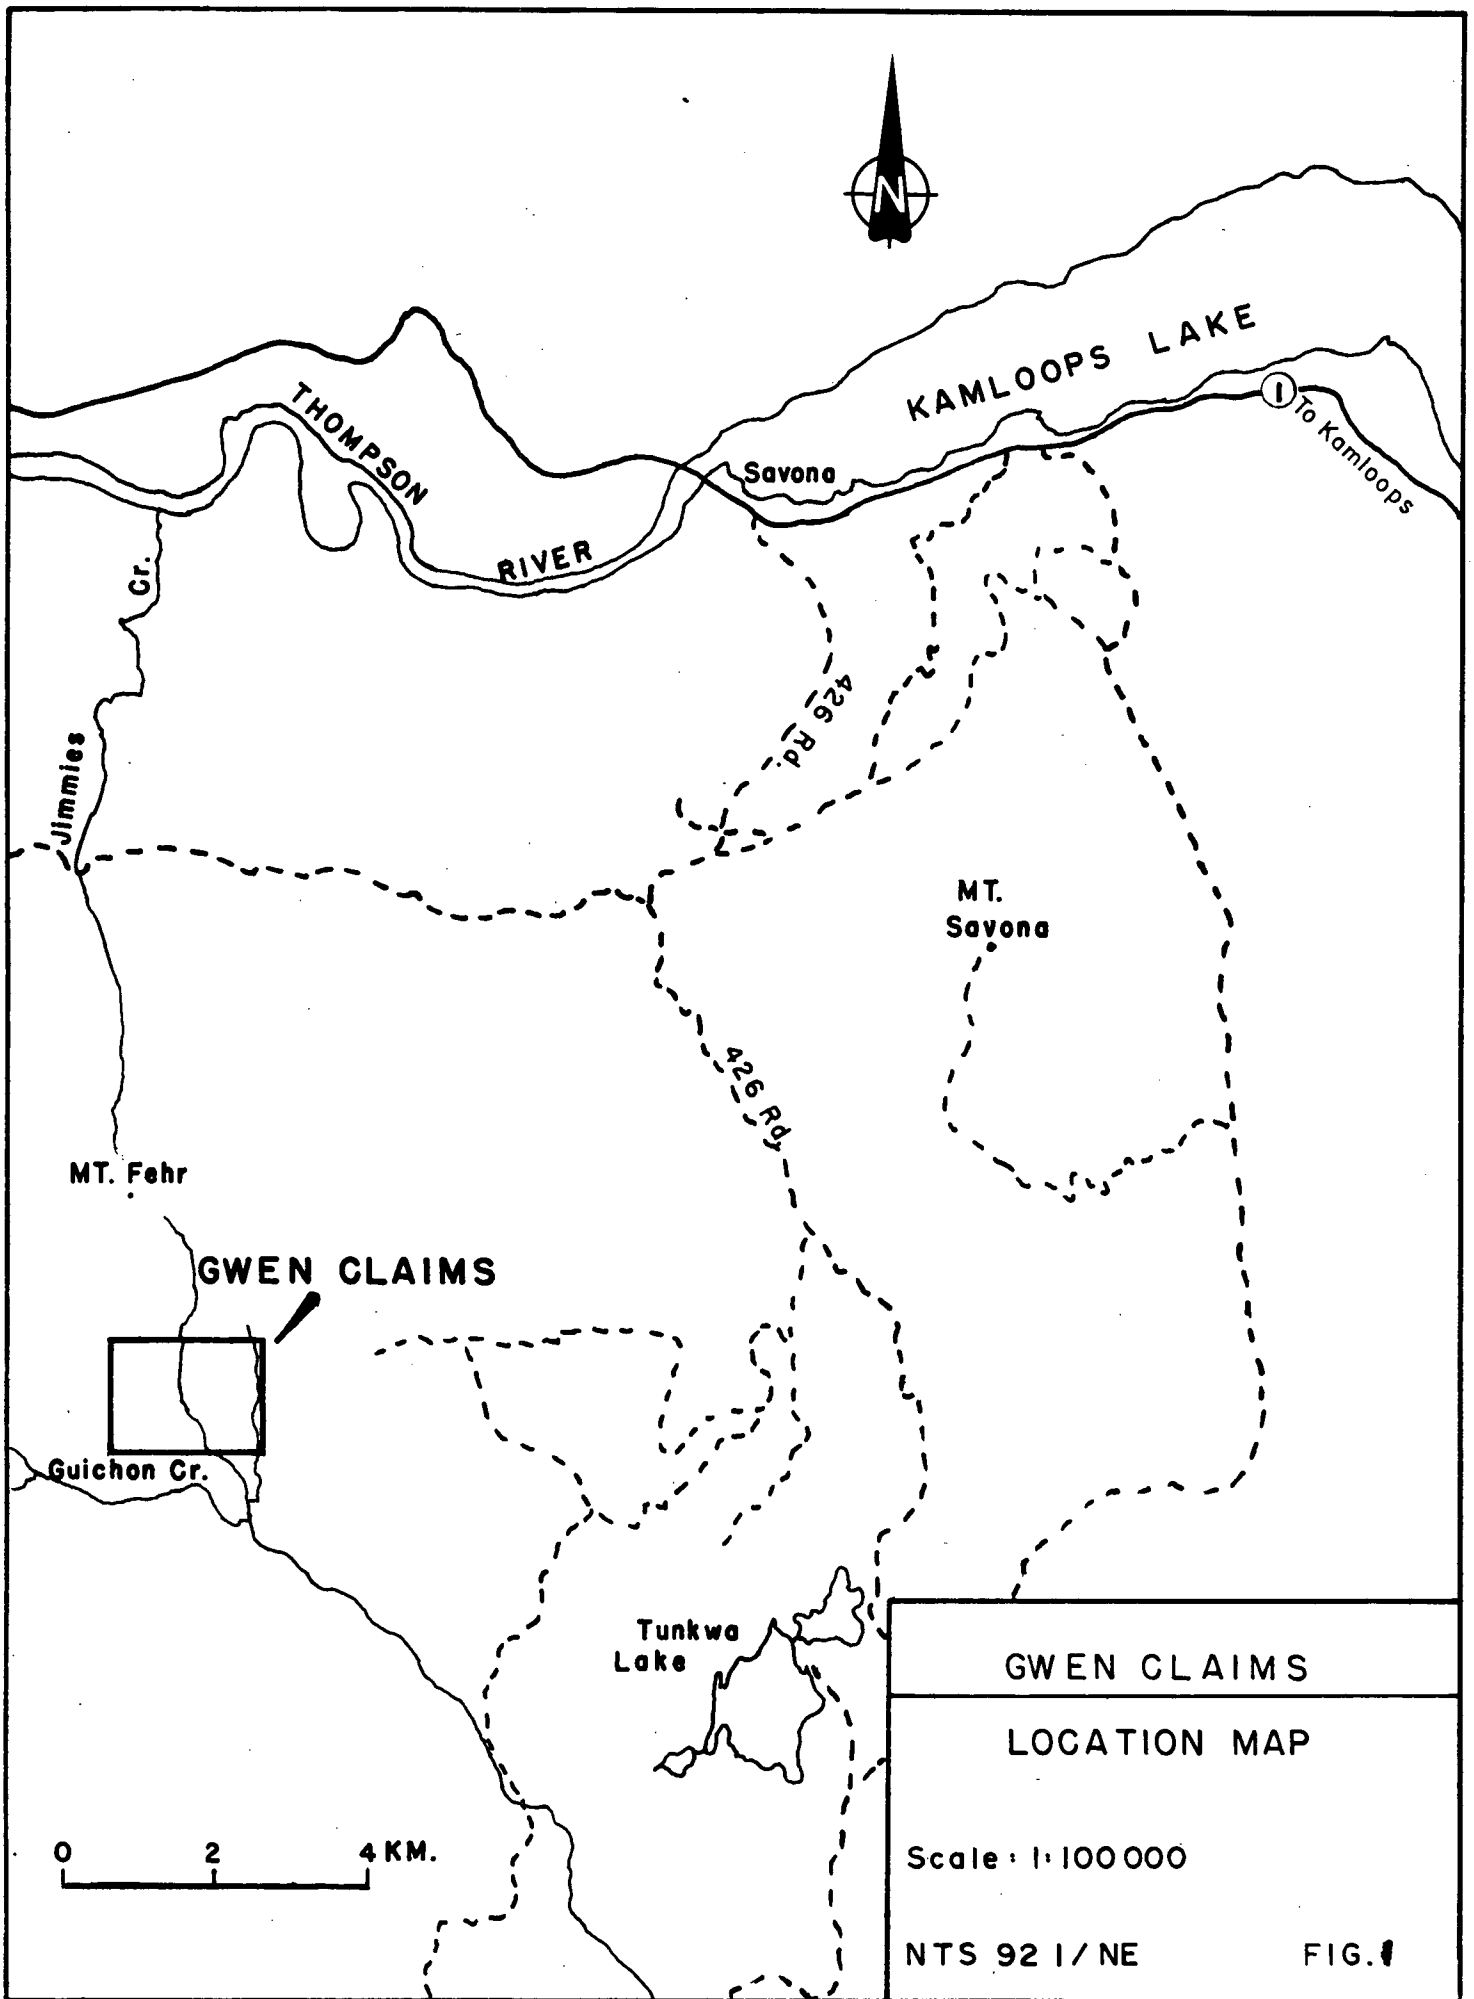 N
KAMLOOPS LAKE
1
To Kamloops
THOMPSON
RIVER
Savona
Cr.
Jimmies
426 Rd.
MT.
Savona
426 Rd.
MT. Fehr
GWEN CLAIMS
Guichon Cr.
Tunkwa
Lake
0 2 4 KM.
GWEN CLAIMS
LOCATION MAP
Scale: 1:100 000
NTS 92 I/NE FIG. 1